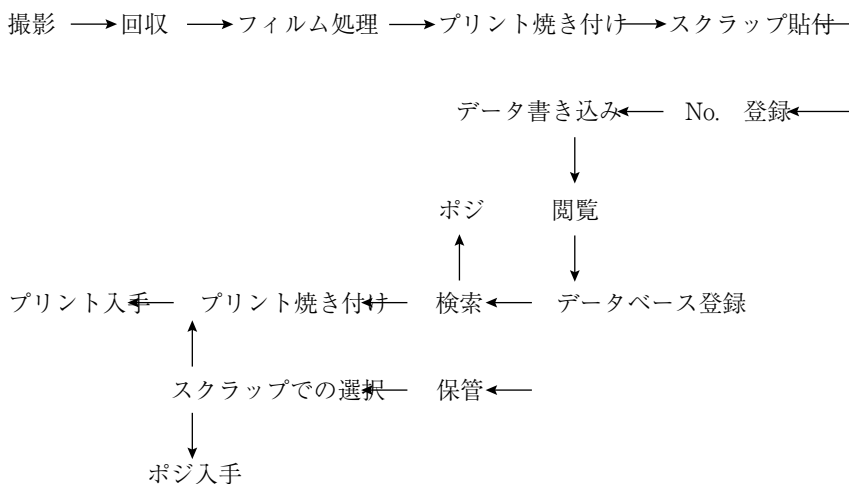 撮影 回収 フィルム処理 プリント焼き付け スクラップ貼付
データ書き込み No. 登録
ポジ 閲覧
プリント入手 プリント焼き付け 検索 データベース登録
スクラップでの選択 保管
ポジ入手